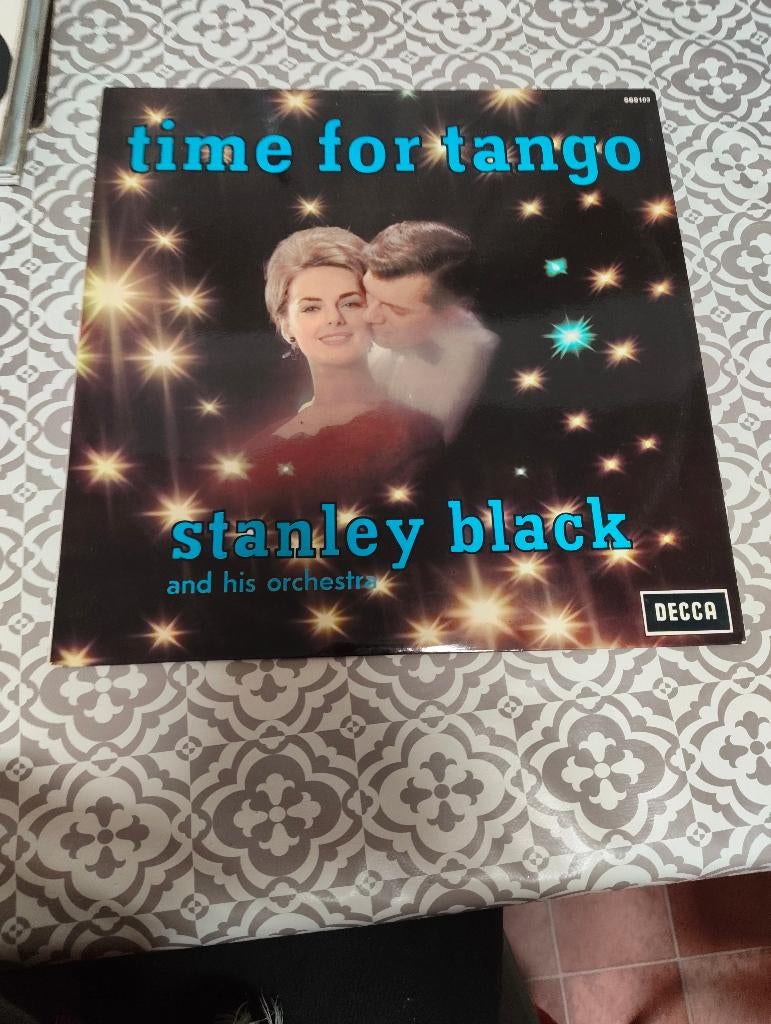 time for tango
stanley black
and his orchestra
DECCA